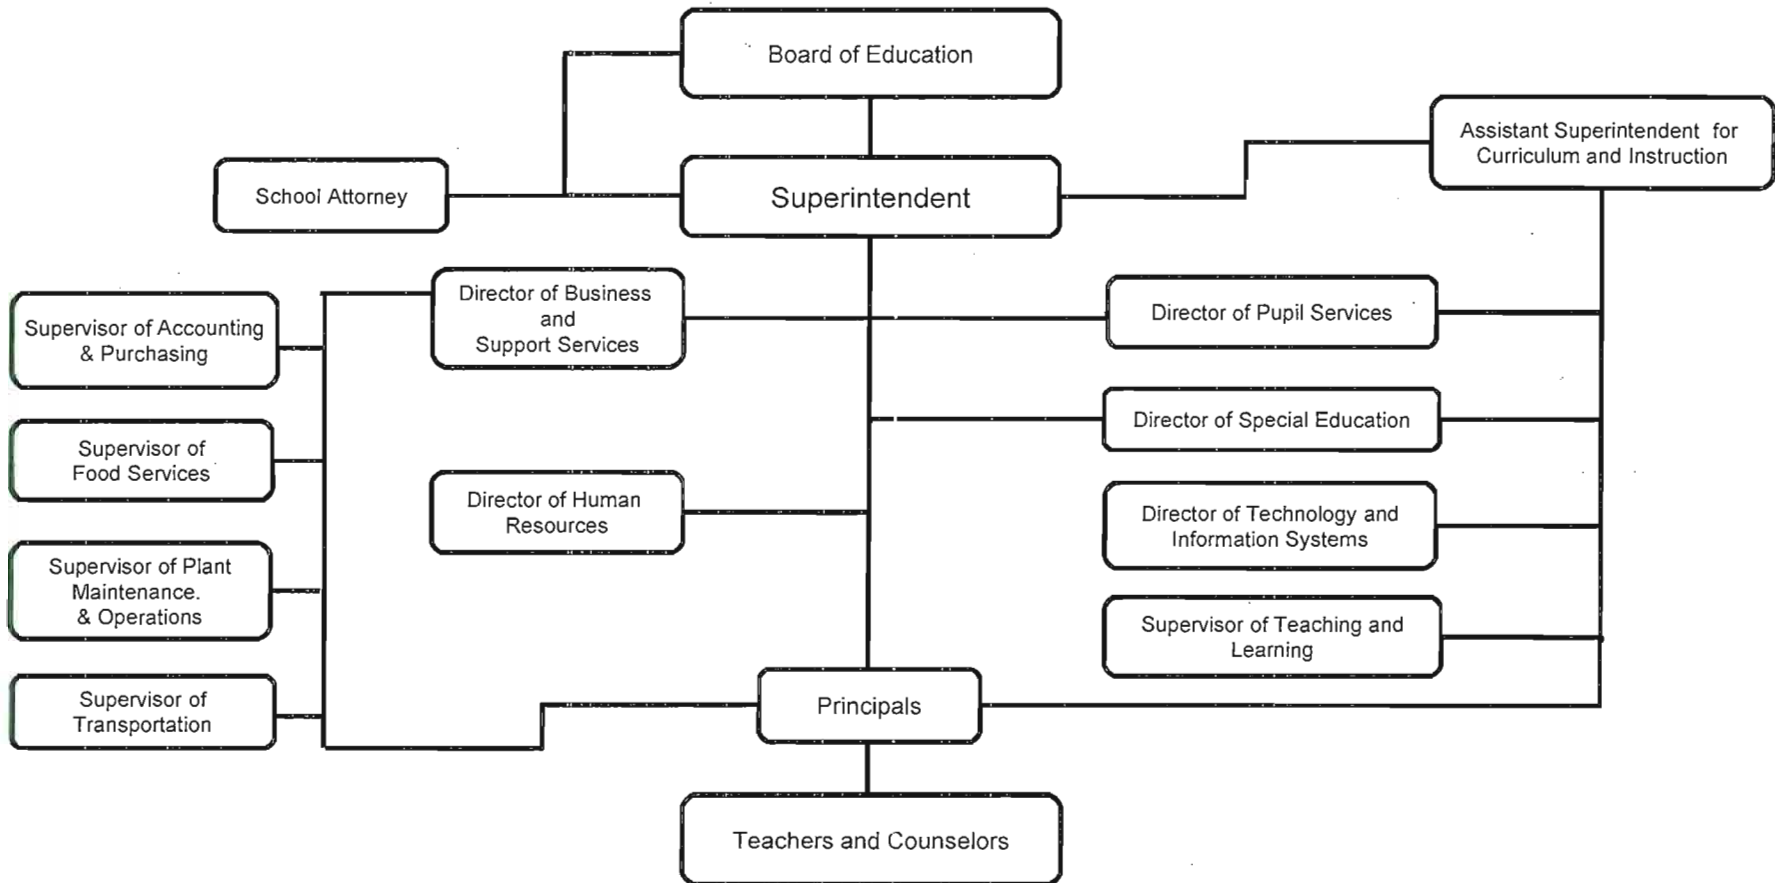 Board of Education
Assistant Superintendent for
Curriculum and Instruction
School Attorney
Superintendent
Director of Business
and
Support Services
Director of Pupil Services
Supervisor of Accounting
& Purchasing
Director of Special Education
Supervisor of
Food Services
Director of Human
Resources
Director of Technology and
Information Systems
Supervisor of Plant
Maintenance.
& Operations
Supervisor of Teaching and
Learning
Supervisor of
Transportation
Principals
Teachers and Counselors